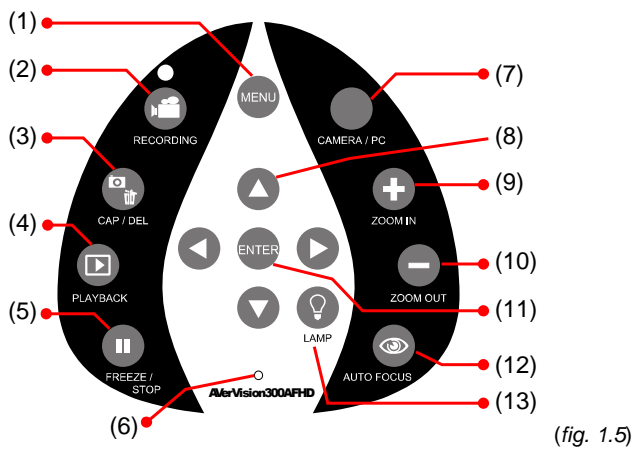 (1)
(2)
(3)
(4)
(5)
(6)
(7)
(8)
(9)
(10)
(11)
(12)
(13)
MENU
RECORDING
CAMERA / PC
CAP / DEL
ZOOM IN
ENTER
PLAYBACK
ZOOM OUT
LAMP
FREEZE /
STOP
AUTO FOCUS
AVerVision300AFHD
(fig. 1.5)